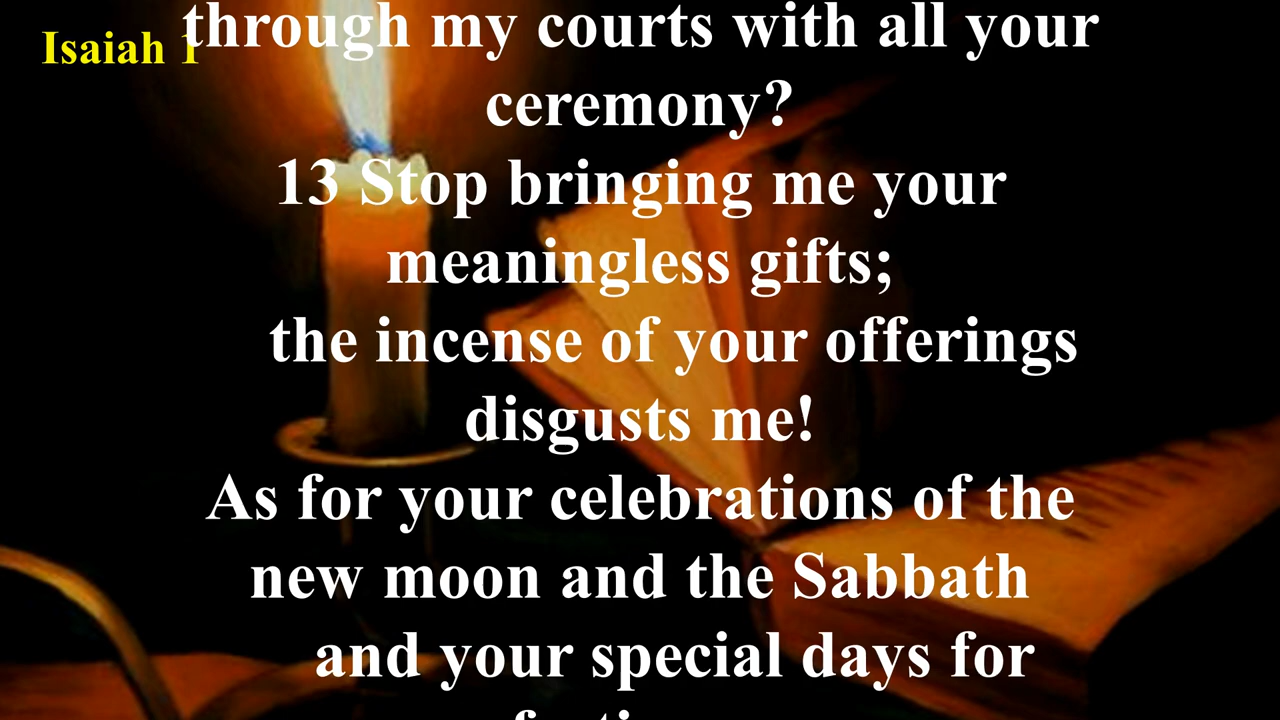 Isaiah 1
through my courts with all your
ceremony?
13 Stop bringing me your
meaningless gifts;
the incense of your offerings
disgusts me!
As for your celebrations of the
new moon and the Sabbath
and your special days for